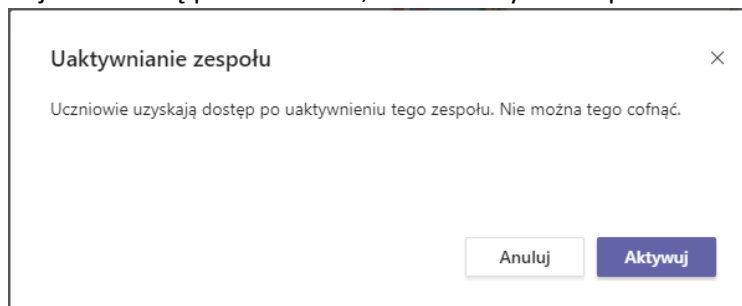 Uaktywnianie zespołu
Uczniowie uzyskają dostęp po uaktywnieniu tego zespołu. Nie można tego cofnąć.
Anuluj
Aktywuj